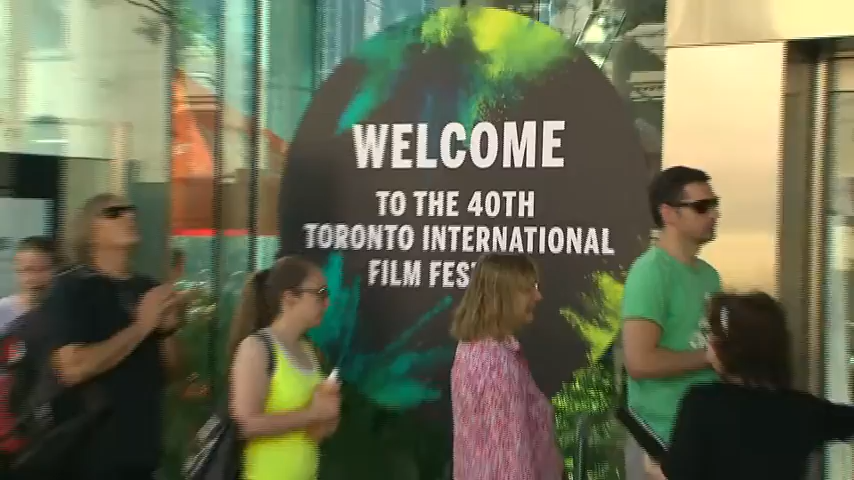 WELCOME
TO THE 40TH
TORONTO INTERNATIONAL
FILM FES